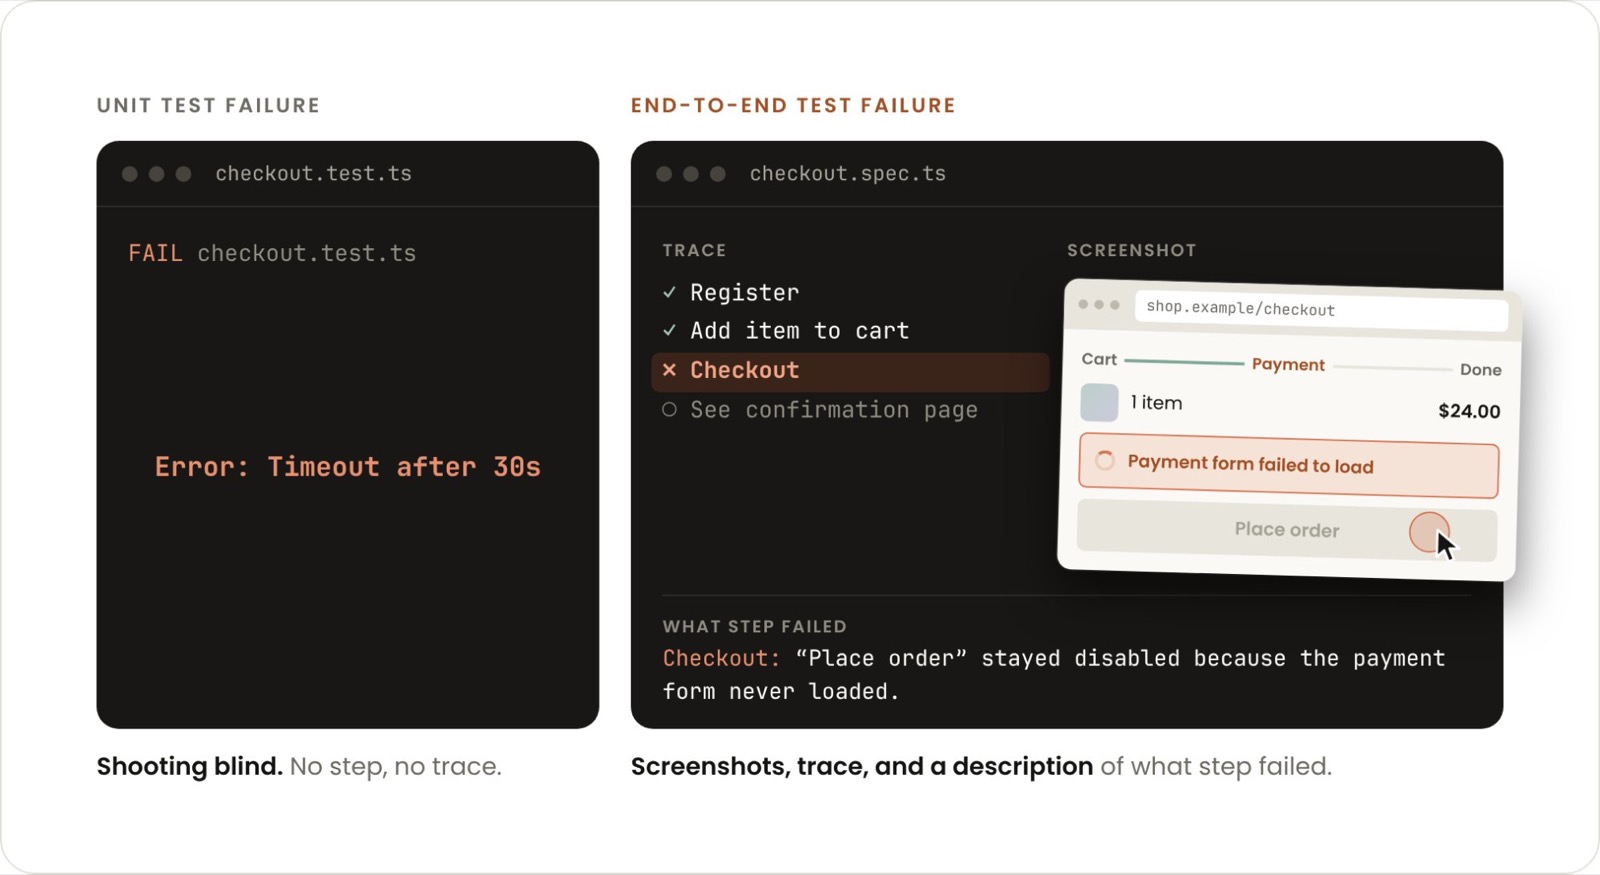 UNIT TEST FAILURE
checkout.test.ts
FAIL checkout.test.ts
Error: Timeout after 30s
Shooting blind. No step, no trace.
END-TO-END TEST FAILURE
checkout.spec.ts
TRACE
✓ Register
✓ Add item to cart
✕ Checkout
○ See confirmation page
SCREENSHOT
shop.example/checkout
Cart Payment Done
1 item $24.00
Payment form failed to load
Place order
WHAT STEP FAILED
Checkout: “Place order” stayed disabled because the payment
form never loaded.
Screenshots, trace, and a description of what step failed.